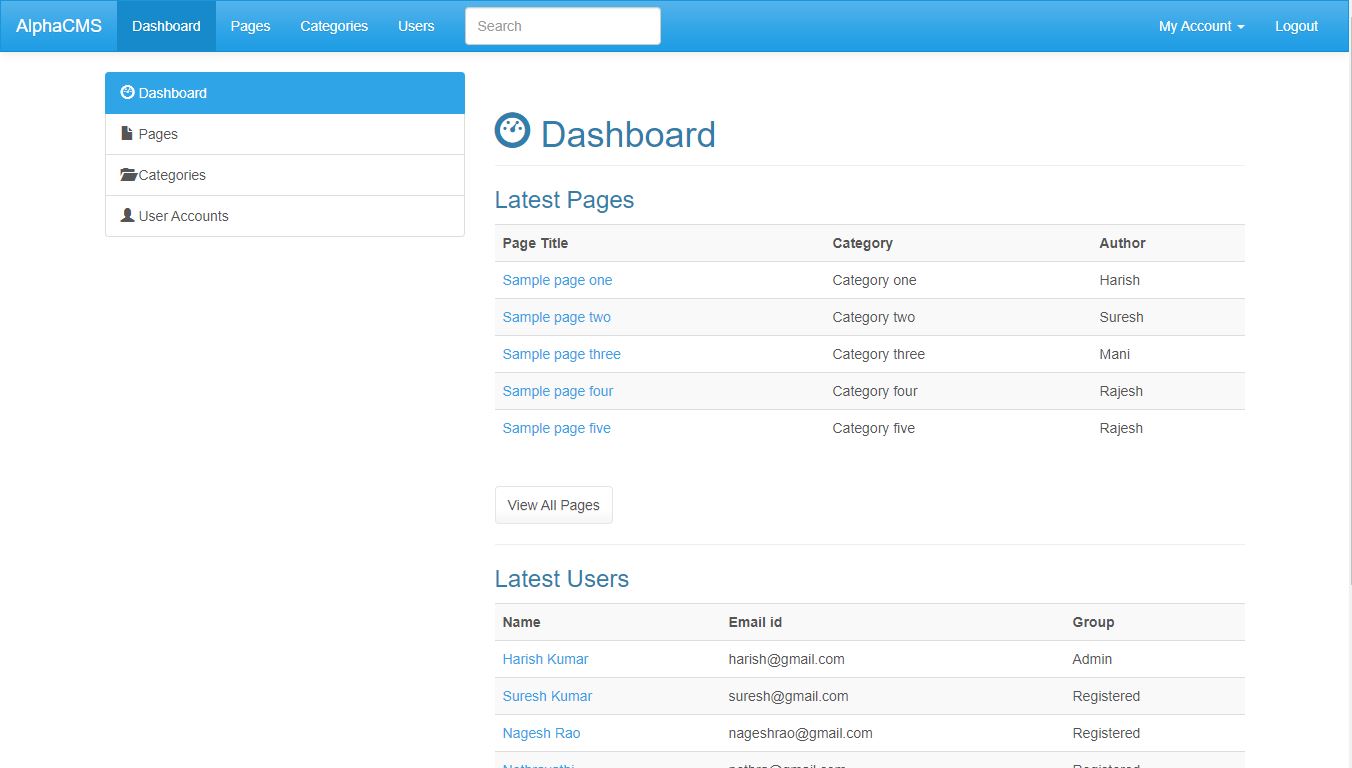 AlphaCMS Dashboard Pages Categories Users Search My Account Logout
Dashboard
Pages
Categories
User Accounts
Dashboard
Latest Pages
Page Title Category Author
Sample page one Category one Harish
Sample page two Category two Suresh
Sample page three Category three Mani
Sample page four Category four Rajesh
Sample page five Category five Rajesh
View All Pages
Latest Users
Name Email id Group
Harish Kumar harish@gmail.com Admin
Suresh Kumar suresh@gmail.com Registered
Nagesh Rao nageshrao@gmail.com Registered
Registered